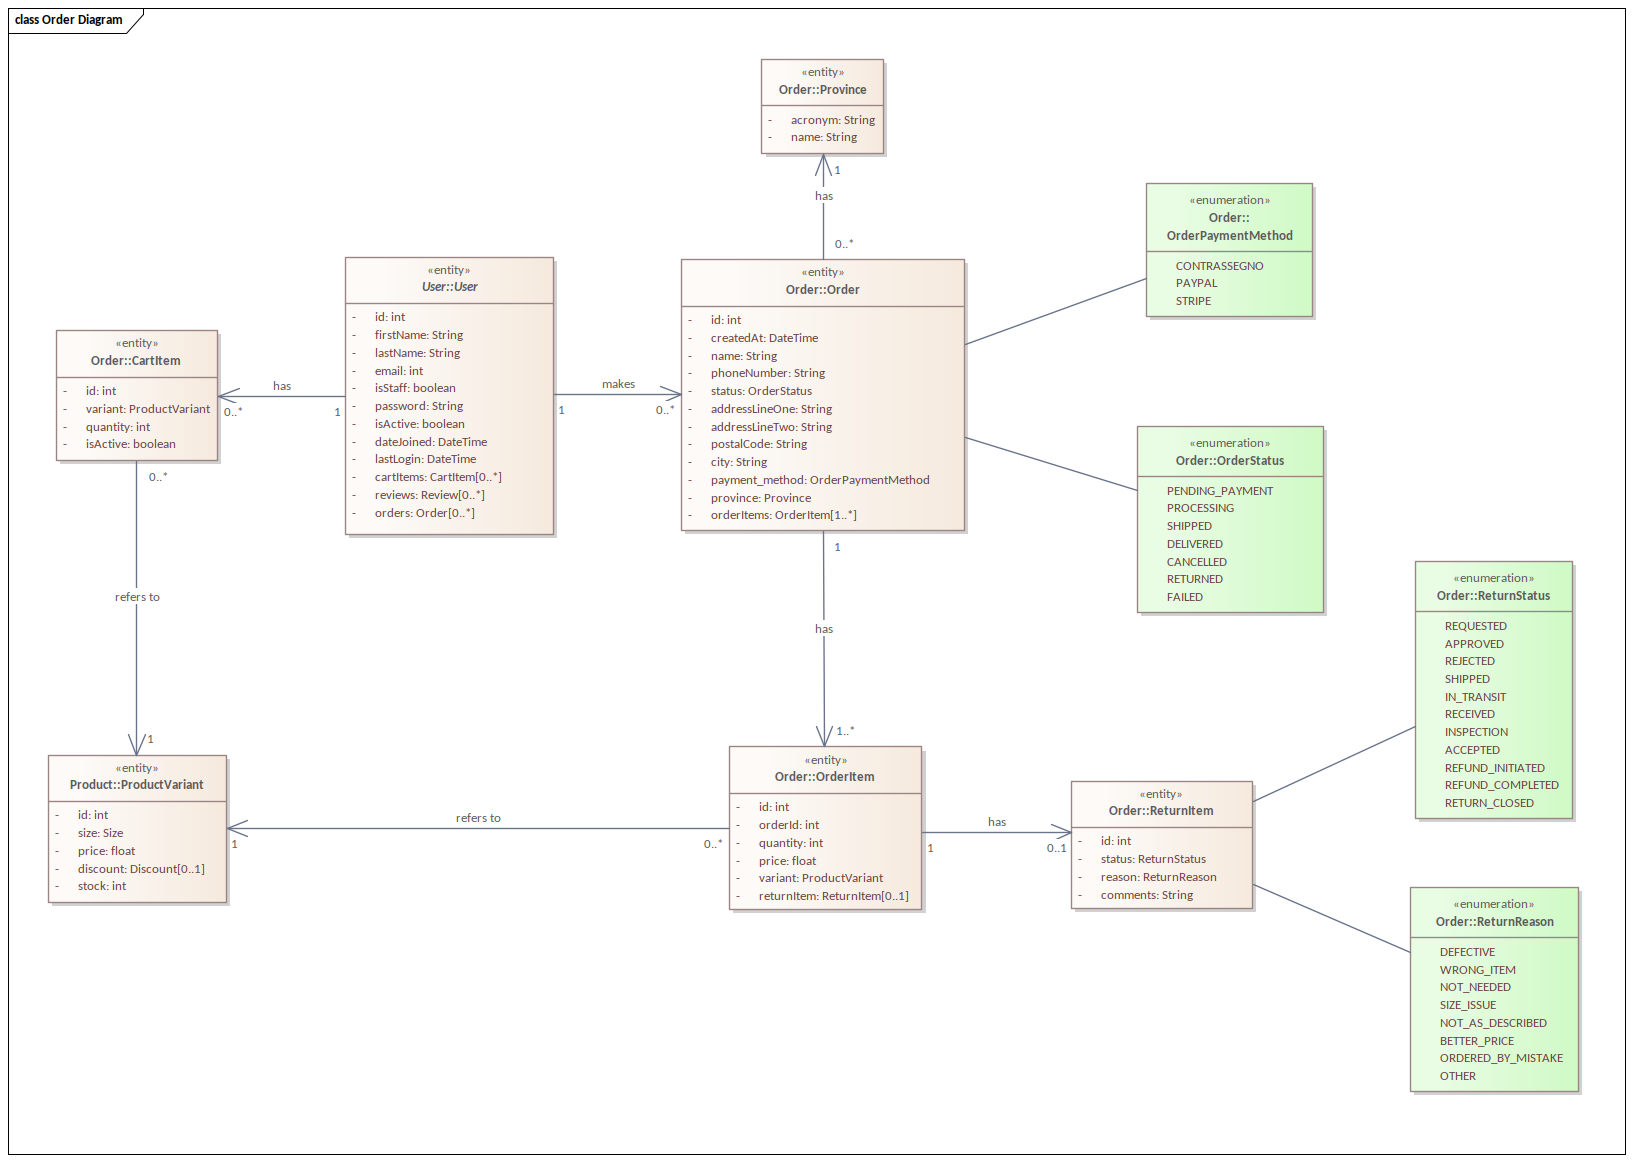 class Order Diagram
«entity»
Order::Province
- acronym: String
- name: String
1
has
0..*
«enumeration»
Order::
OrderPaymentMethod
CONTRASSEGNO
PAYPAL
STRIPE
«entity»
User::User
- id: int
- firstName: String
- lastName: String
- email: int
- isStaff: boolean
- password: String
- isActive: boolean
- dateJoined: DateTime
- lastLogin: DateTime
- cartItems: CartItem[0..*]
- reviews: Review[0..*]
- orders: Order[0..*]
«entity»
Order::Order
- id: int
- createdAt: DateTime
- name: String
- phoneNumber: String
- status: OrderStatus
- addressLineOne: String
- addressLineTwo: String
- postalCode: String
- city: String
- payment_method: OrderPaymentMethod
- province: Province
- orderItems: OrderItem[1..*]
«entity»
Order::CartItem
- id: int
- variant: ProductVariant
- quantity: int
- isActive: boolean
has
0..*
1
makes
1
0..*
«enumeration»
Order::OrderStatus
PENDING_PAYMENT
PROCESSING
SHIPPED
DELIVERED
CANCELLED
RETURNED
FAILED
0..*
refers to
1
1
has
1..*
«enumeration»
Order::ReturnStatus
REQUESTED
APPROVED
REJECTED
SHIPPED
IN_TRANSIT
RECEIVED
INSPECTION
ACCEPTED
REFUND_INITIATED
REFUND_COMPLETED
RETURN_CLOSED
«entity»
Product::ProductVariant
- id: int
- size: Size
- price: float
- discount: Discount[0..1]
- stock: int
refers to
1
0..*
«entity»
Order::OrderItem
- id: int
- orderId: int
- quantity: int
- price: float
- variant: ProductVariant
- returnItem: ReturnItem[0..1]
has
1
0..1
«entity»
Order::ReturnItem
- id: int
- status: ReturnStatus
- reason: ReturnReason
- comments: String
«enumeration»
Order::ReturnReason
DEFECTIVE
WRONG_ITEM
NOT_NEEDED
SIZE_ISSUE
NOT_AS_DESCRIBED
BETTER_PRICE
ORDERED_BY_MISTAKE
OTHER